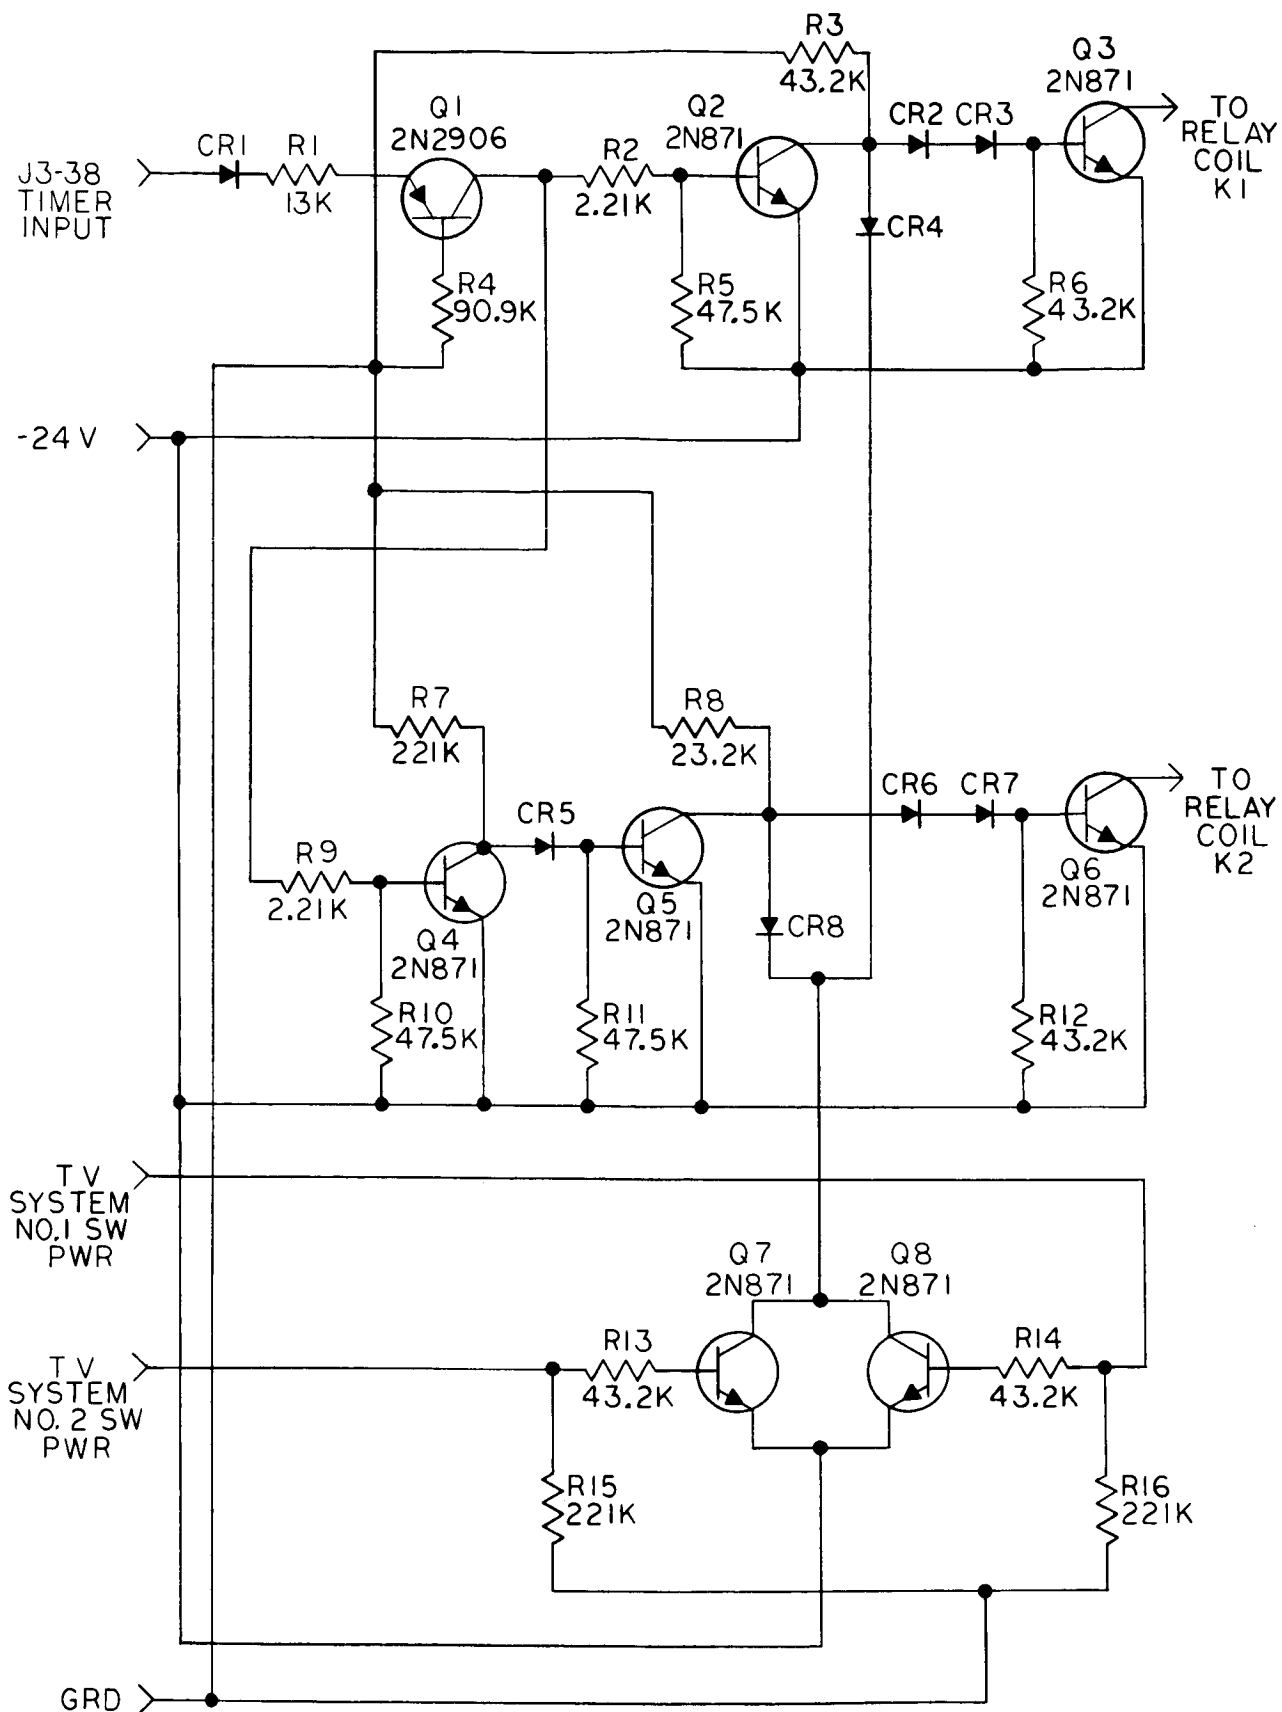 R3
43.2K
Q3
2N871
TO
RELAY
COIL
K1
Q1
2N2906
Q2
2N871
CR2 CR3
CR1
R1
13K
R2
2.21K
J3-38
TIMER
INPUT
CR4
R4
90.9K
R5
47.5K
R6
43.2K
-24V
R7
221K
R8
23.2K
CR6
CR7
TO
RELAY
COIL
K2
CR5
R9
2.21K
Q6
2N871
Q5
2N871
Q4
2N871
CR8
R10
47.5K
R11
47.5K
R12
43.2K
TV
SYSTEM
NO.1 SW
PWR
Q7
2N871
Q8
2N871
R13
43.2K
R14
43.2K
TV
SYSTEM
NO. 2 SW
PWR
R15
221K
R16
221K
GRD